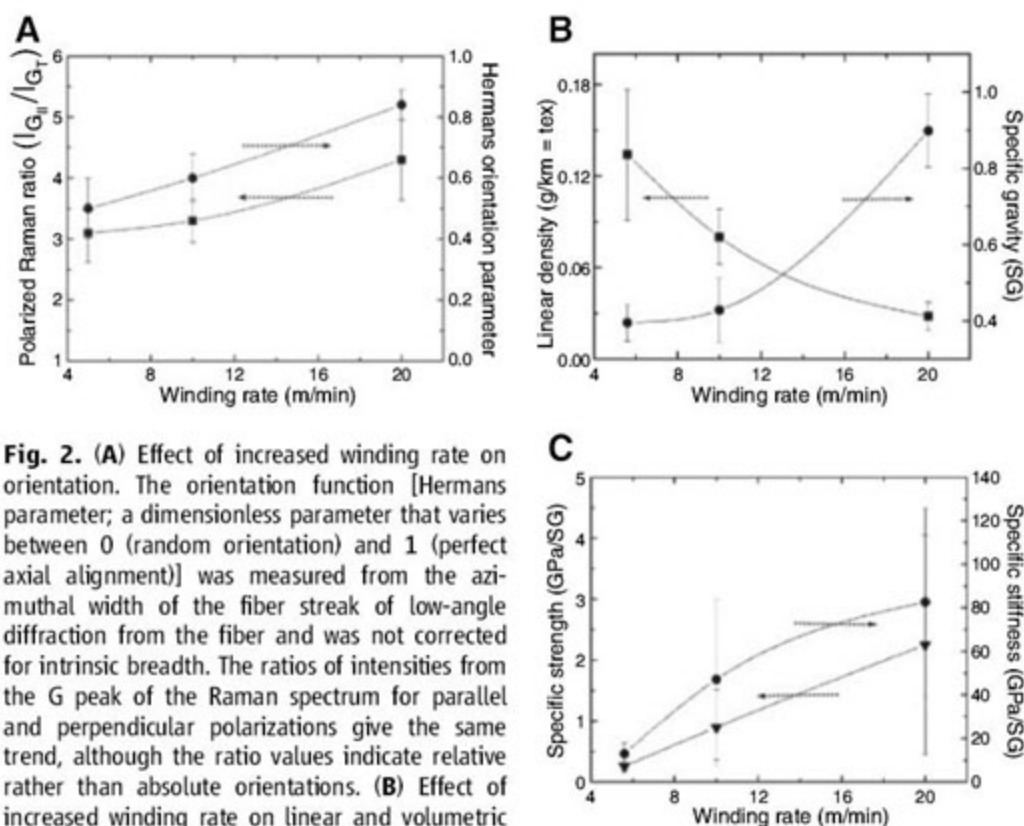 A
B
6
5
4
3
2
1
1.0
0.8
0.6
0.4
0.2
0.0
4
8
12
16
20
Polarized Raman ratio (I_G||/I_GT)
Hermans orientation parameter
Winding rate (m/min)
0.18
0.12
0.06
0.00
1.0
0.8
0.6
0.4
4
8
12
16
20
Linear density (g/km = tex)
Specific gravity (SG)
Winding rate (m/min)
Fig. 2. (A) Effect of increased winding rate on
orientation. The orientation function [Hermans
parameter; a dimensionless parameter that varies
between 0 (random orientation) and 1 (perfect
axial alignment)] was measured from the azi-
muthal width of the fiber streak of low-angle
diffraction from the fiber and was not corrected
for intrinsic breadth. The ratios of intensities from
the G peak of the Raman spectrum for parallel
and perpendicular polarizations give the same
trend, although the ratio values indicate relative
rather than absolute orientations. (B) Effect of
increased winding rate on linear and volumetric
C
5
4
3
2
1
0
140
120
100
80
60
40
20
0
4
8
12
16
20
Specific strength (GPa/SG)
Specific stiffness (GPa/SG)
Winding rate (m/min)